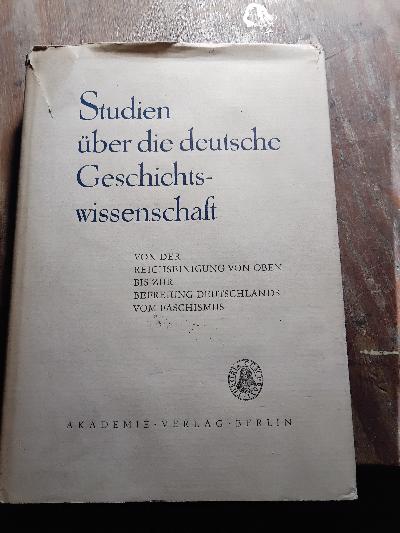 Studien
über die deutsche
Geschichts-
wissenschaft
VON DER
REICHSEINIGUNG VON OBEN
BIS ZUR
BEFREIUNG DEUTSCHLANDS
VOM FASCHISMUS
AKADEMIE · VERLAG · BERLIN